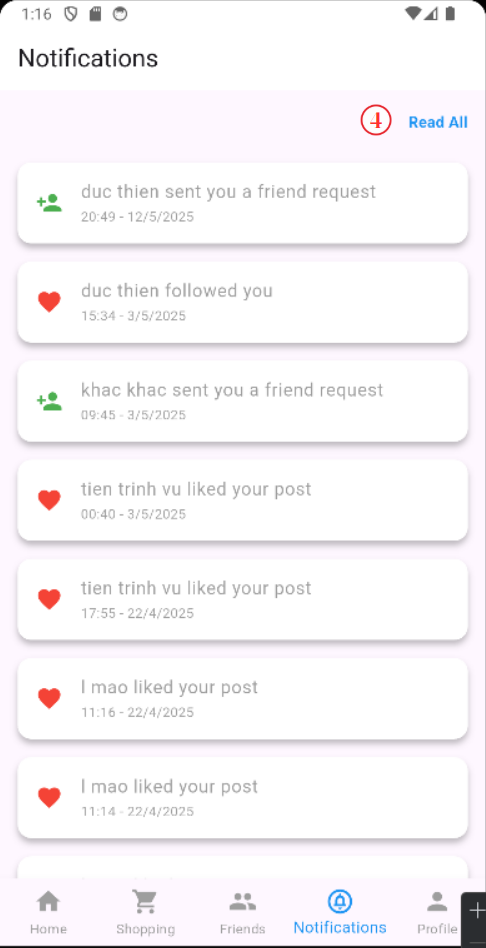 1:16
Notifications
4 Read All
duc thien sent you a friend request
20:49 - 12/5/2025
duc thien followed you
15:34 - 3/5/2025
khac khac sent you a friend request
09:45 - 3/5/2025
tien trinh vu liked your post
00:40 - 3/5/2025
tien trinh vu liked your post
17:55 - 22/4/2025
l mao liked your post
11:16 - 22/4/2025
l mao liked your post
11:14 - 22/4/2025
Home Shopping Friends Notifications Profile